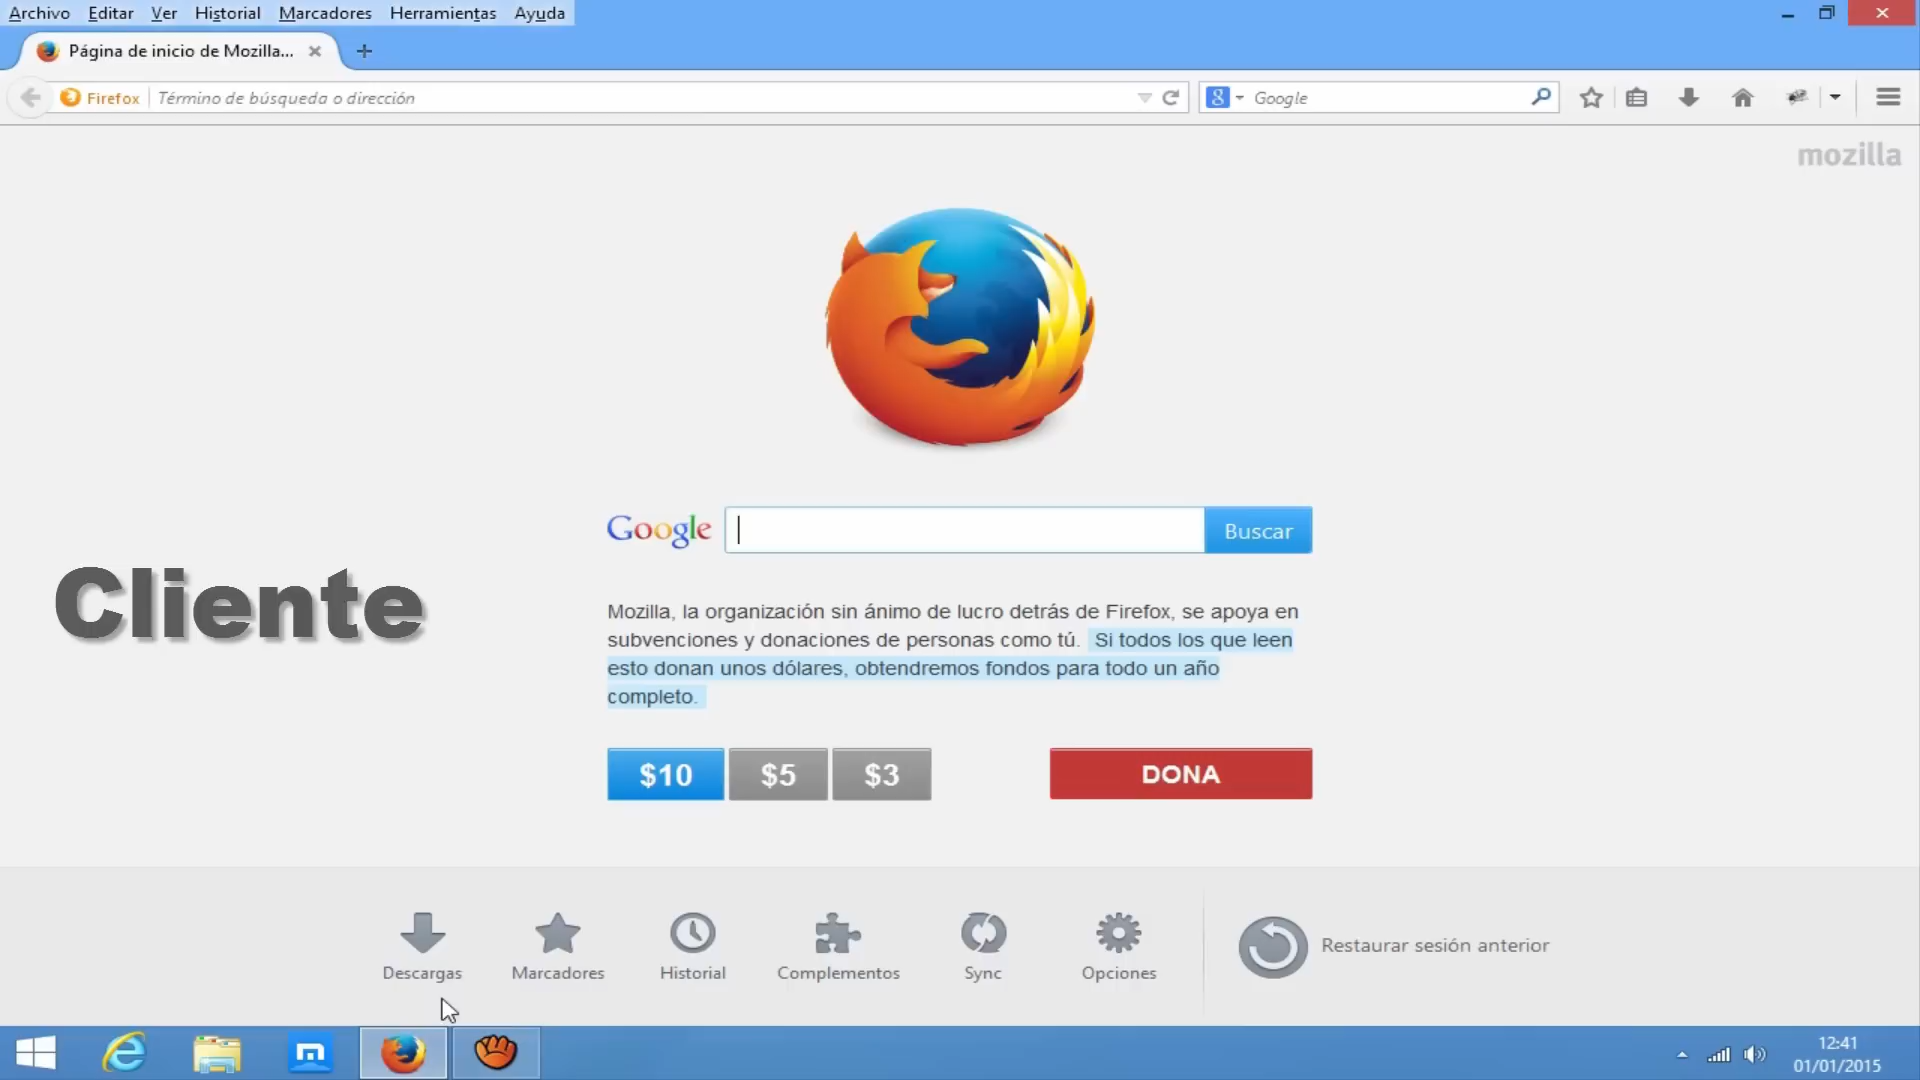 Archivo Editar Ver Historial Marcadores Herramientas Ayuda
Página de inicio de Mozilla...
Firefox Término de búsqueda o dirección
8 Google
mozilla
Google
Buscar
Cliente
Mozilla, la organización sin ánimo de lucro detrás de Firefox, se apoya en
subvenciones y donaciones de personas como tú. Si todos los que leen
esto donan unos dólares, obtendremos fondos para todo un año
completo.
$10 $5 $3 DONA
Descargas Marcadores Historial Complementos Sync Opciones Restaurar sesión anterior
12:41
01/01/2015